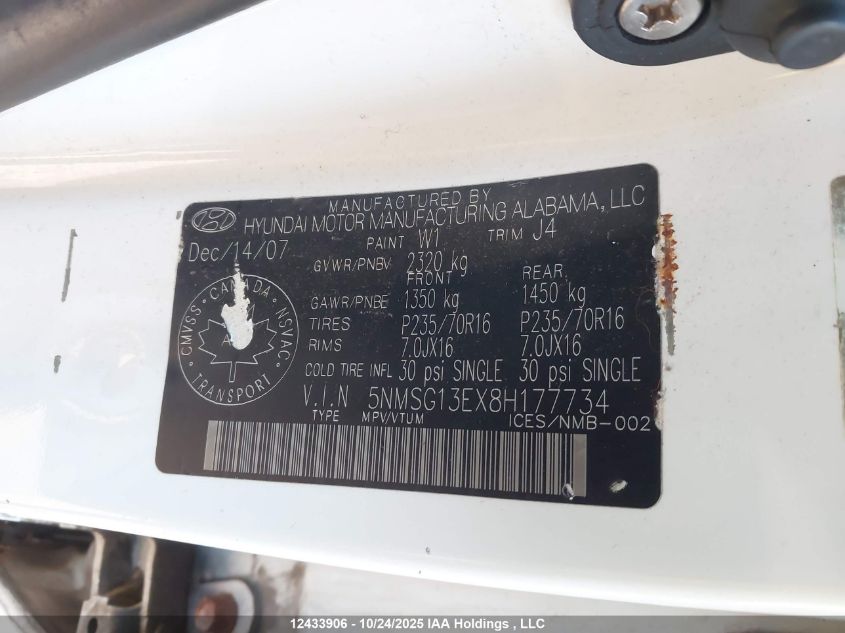 MANUFACTURED BY
HYUNDAI MOTOR MANUFACTURING ALABAMA, LLC
Dec/14/07 PAINT W1 TRIM J4
GVWR/PNBV 2320 kg
FRONT REAR
GAWR/PNBE 1350 kg 1450 kg
TIRES P235/70R16 P235/70R16
RIMS 7.0JX16 7.0JX16
COLD TIRE INFL 30 psi SINGLE 30 psi SINGLE
V.I.N 5NMSG13EX8H177734
TYPE MPV/VTUM ICES/NMB-002
CMVSS · CANADA · NSVAC
TRANSPORT
12433906 - 10/24/2025 IAA Holdings , LLC